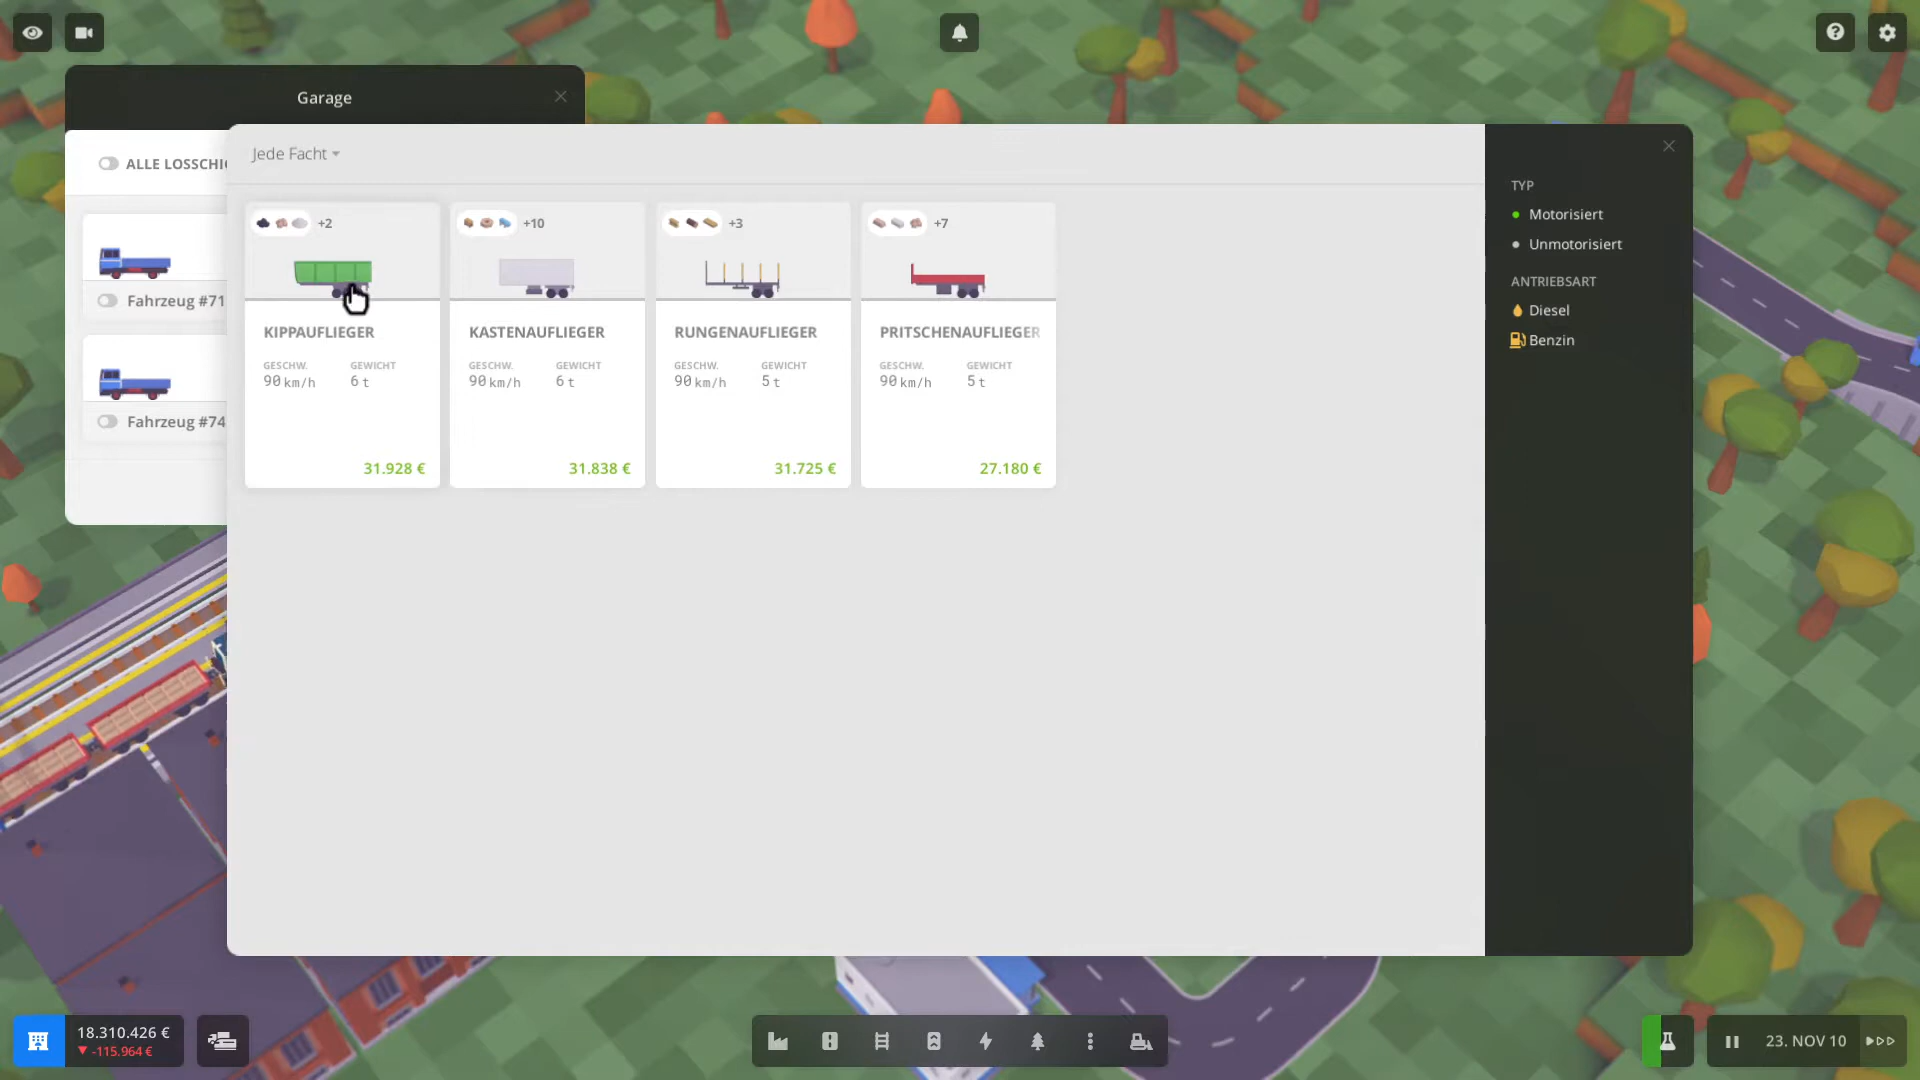 Garage
ALLE LOSSCHI
Fahrzeug #71
Fahrzeug #74
Jede Facht
+2
KIPPAUFLIEGER
GESCHW. GEWICHT
90 km/h 6 t
31.928 €
+10
KASTENAUFLIEGER
GESCHW. GEWICHT
90 km/h 6 t
31.838 €
+3
RUNGENAUFLIEGER
GESCHW. GEWICHT
90 km/h 5 t
31.725 €
+7
PRITSCHENAUFLIEGER
GESCHW. GEWICHT
90 km/h 5 t
27.180 €
TYP
Motorisiert
Unmotorisiert
ANTRIEBSART
Diesel
Benzin
18.310.426 €
-115.964 €
23. NOV 10